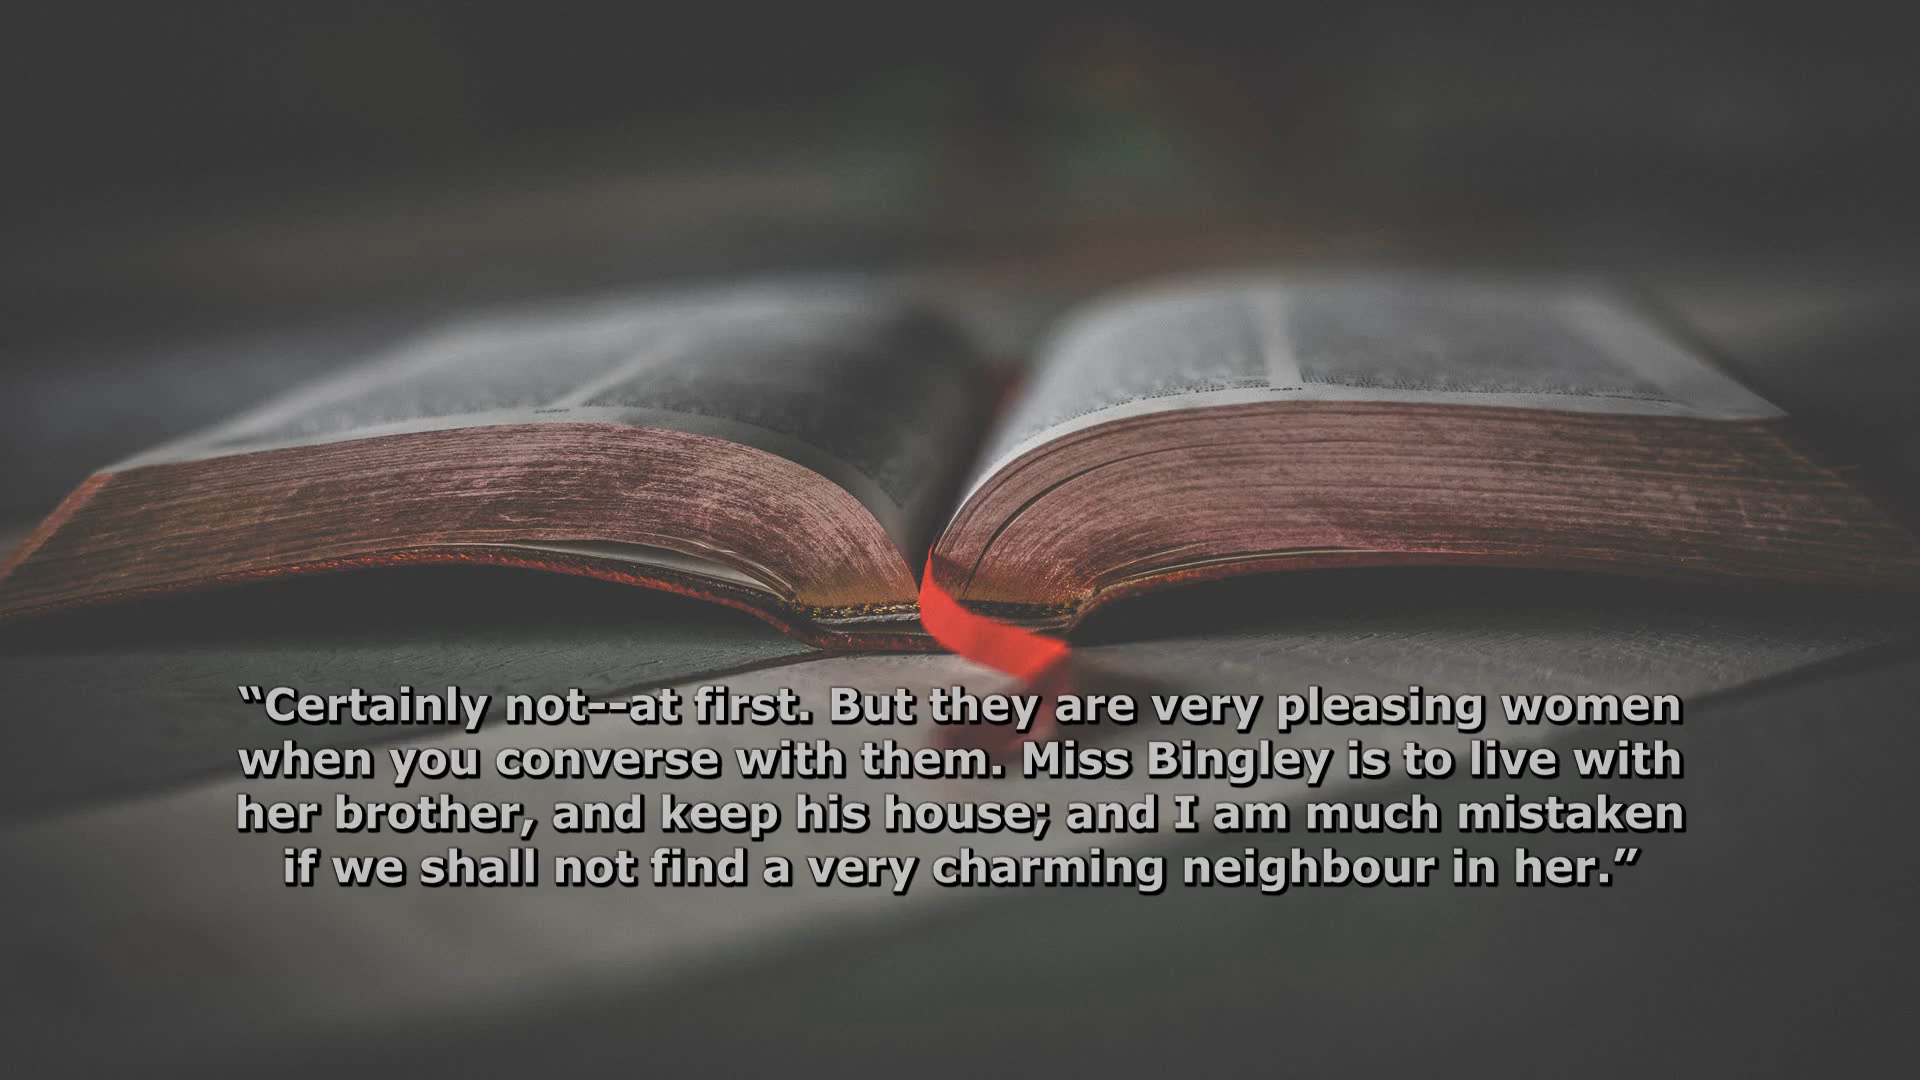 “Certainly not--at first. But they are very pleasing women
when you converse with them. Miss Bingley is to live with
her brother, and keep his house; and I am much mistaken
if we shall not find a very charming neighbour in her.”